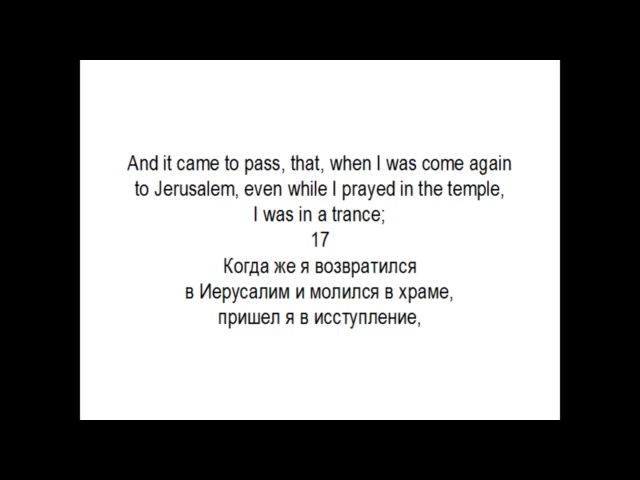 And it came to pass, that, when I was come again
to Jerusalem, even while I prayed in the temple,
I was in a trance;
17
Когда же я возвратился
в Иерусалим и молился в храме,
пришел я в исступление,